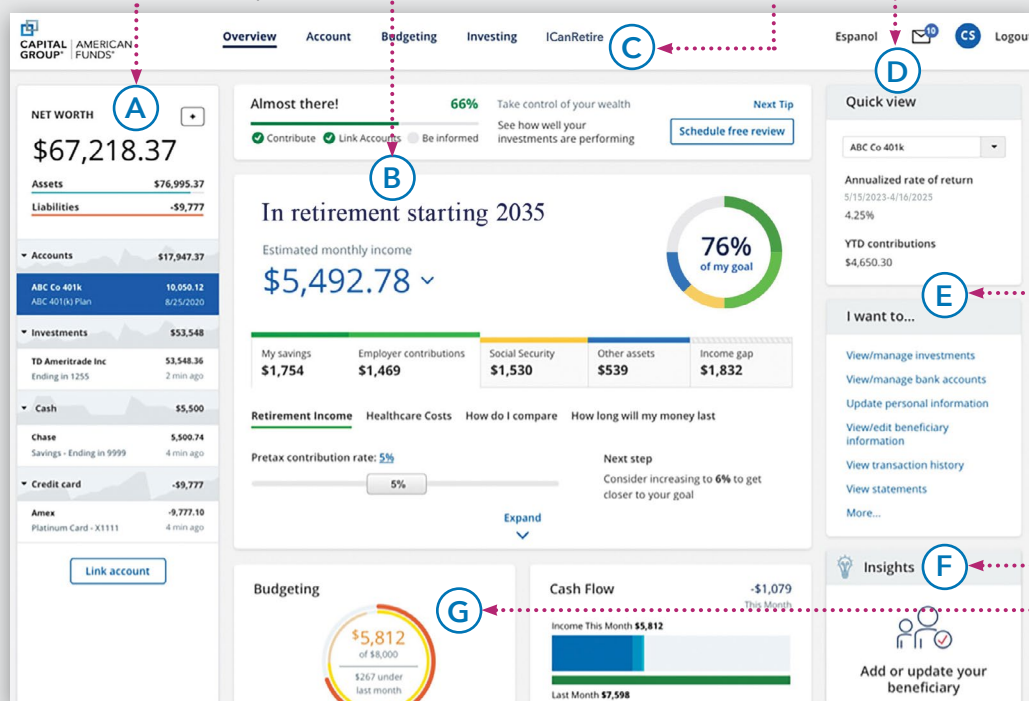 CAPITAL | AMERICAN
GROUP® | FUNDS®
Overview Account Budgeting Investing ICanRetire
C
Espanol 10 CS Logout
D
A
NET WORTH +
$67,218.37
Assets $76,995.37
Liabilities -$9,777
Accounts $17,947.37
ABC Co 401k 10,050.12
ABC 401(k) Plan 8/25/2020
Investments $53,548
TD Ameritrade Inc 53,548.36
Ending in 1255 2 min ago
Cash $5,500
Chase 5,500.74
Savings - Ending in 9999 4 min ago
Credit card -$9,777
Amex -9,777.10
Platinum Card - X1111 4 min ago
Link account
Almost there! 66%
Contribute Link Accounts Be informed
Take control of your wealth Next Tip
See how well your
investments are performing
Schedule free review
B
In retirement starting 2035
Estimated monthly income
$5,492.78
76%
of my goal
My savings Employer contributions Social Security Other assets Income gap
$1,754 $1,469 $1,530 $539 $1,832
Retirement Income Healthcare Costs How do I compare How long will my money last
Pretax contribution rate: 5%
5%
Next step
Consider increasing to 6% to get
closer to your goal
Expand
Budgeting
G
$5,812
of $8,000
$267 under
last month
Cash Flow -$1,079
This Month
Income This Month $5,812
Last Month $7,598
Quick view
ABC Co 401k
Annualized rate of return
5/15/2023-4/16/2025
4.25%
YTD contributions
$4,650.30
E
I want to...
View/manage investments
View/manage bank accounts
Update personal information
View/edit beneficiary
information
View transaction history
View statements
More...
Insights F
Add or update your
beneficiary